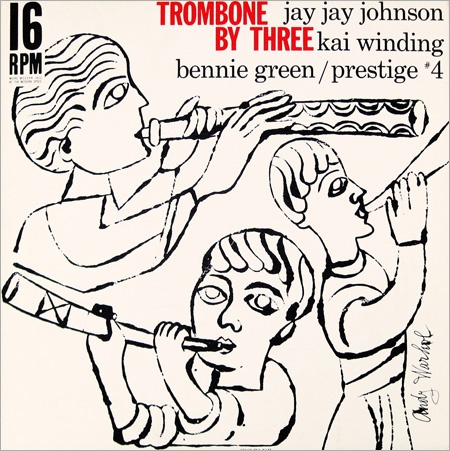 16
RPM
TROMBONE jay jay johnson
BY THREE kai winding
bennie green / prestige #4
Andy Warhol